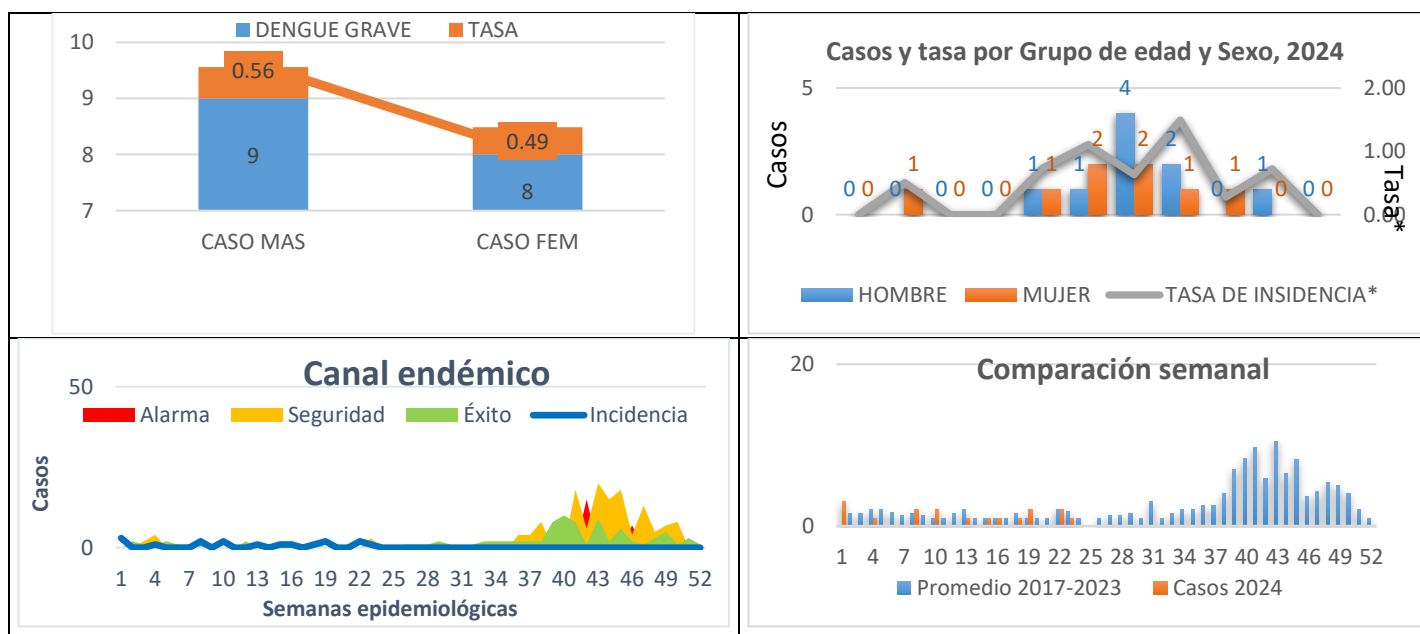 DENGUE GRAVE TASA
10
9
8
7
0.56
9
0.49
8
CASO MAS CASO FEM
Casos y tasa por Grupo de edad y Sexo, 2024
5
0
Casos
2.00
1.00
0.00
Tasa*
0 0 0 1 0 0 0 0 1 1 1 2 4 2 2 1 0 1 1 0 0 0
HOMBRE MUJER TASA DE INSIDENCIA*
Canal endémico
50
0
Casos
Alarma Seguridad Éxito Incidencia
1 4 7 10 13 16 19 22 25 28 31 34 37 40 43 46 49 52
Semanas epidemiológicas
Comparación semanal
20
0
1 4 7 10 13 16 19 22 25 28 31 34 37 40 43 46 49 52
Promedio 2017-2023 Casos 2024